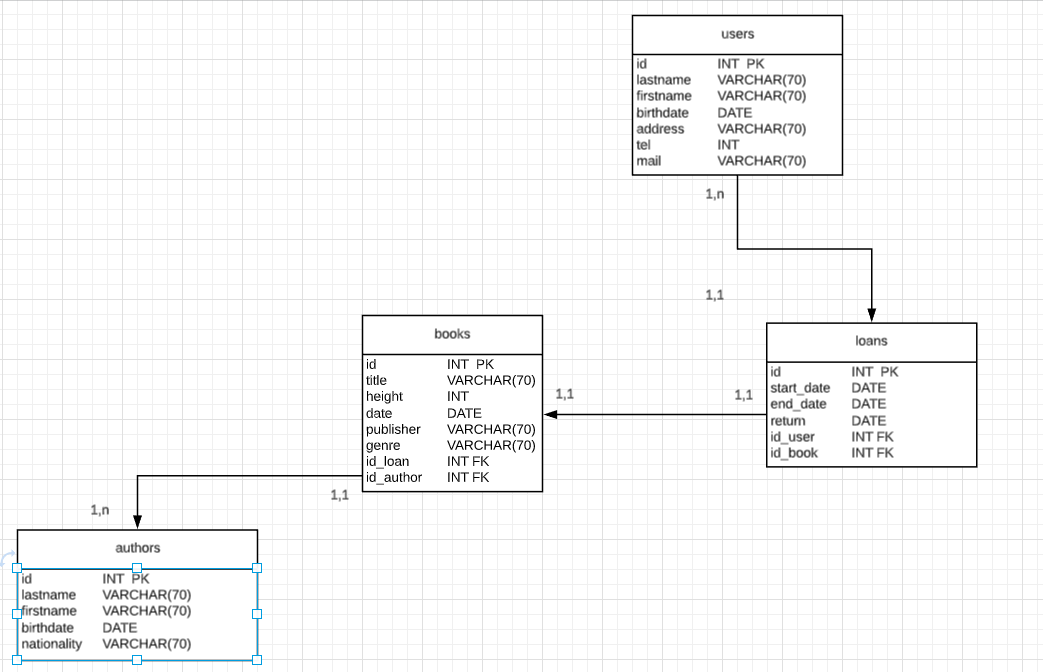 users
id INT PK
lastname VARCHAR(70)
firstname VARCHAR(70)
birthdate DATE
address VARCHAR(70)
tel INT
mail VARCHAR(70)
1,n
1,1
books
id INT PK
title VARCHAR(70)
height INT
date DATE
publisher VARCHAR(70)
genre VARCHAR(70)
id_loan INT FK
id_author INT FK
1,1
1,1
loans
id INT PK
start_date DATE
end_date DATE
return DATE
id_user INT FK
id_book INT FK
1,1
1,n
authors
id INT PK
lastname VARCHAR(70)
firstname VARCHAR(70)
birthdate DATE
nationality VARCHAR(70)